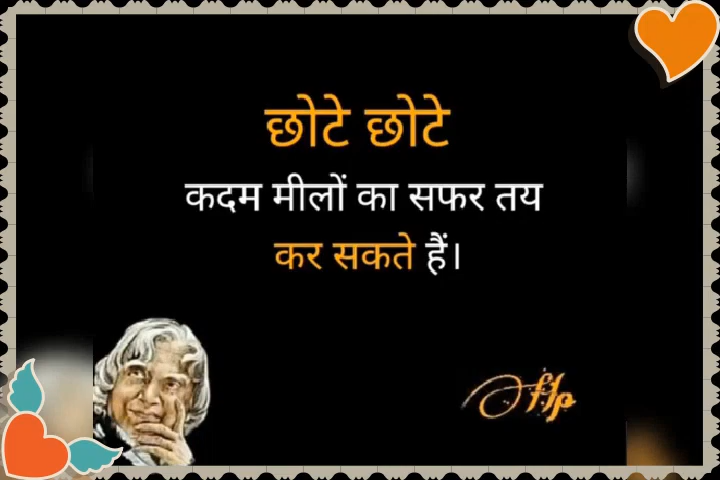 छोटे छोटे
कदम मीलों का सफर तय
कर सकते हैं।